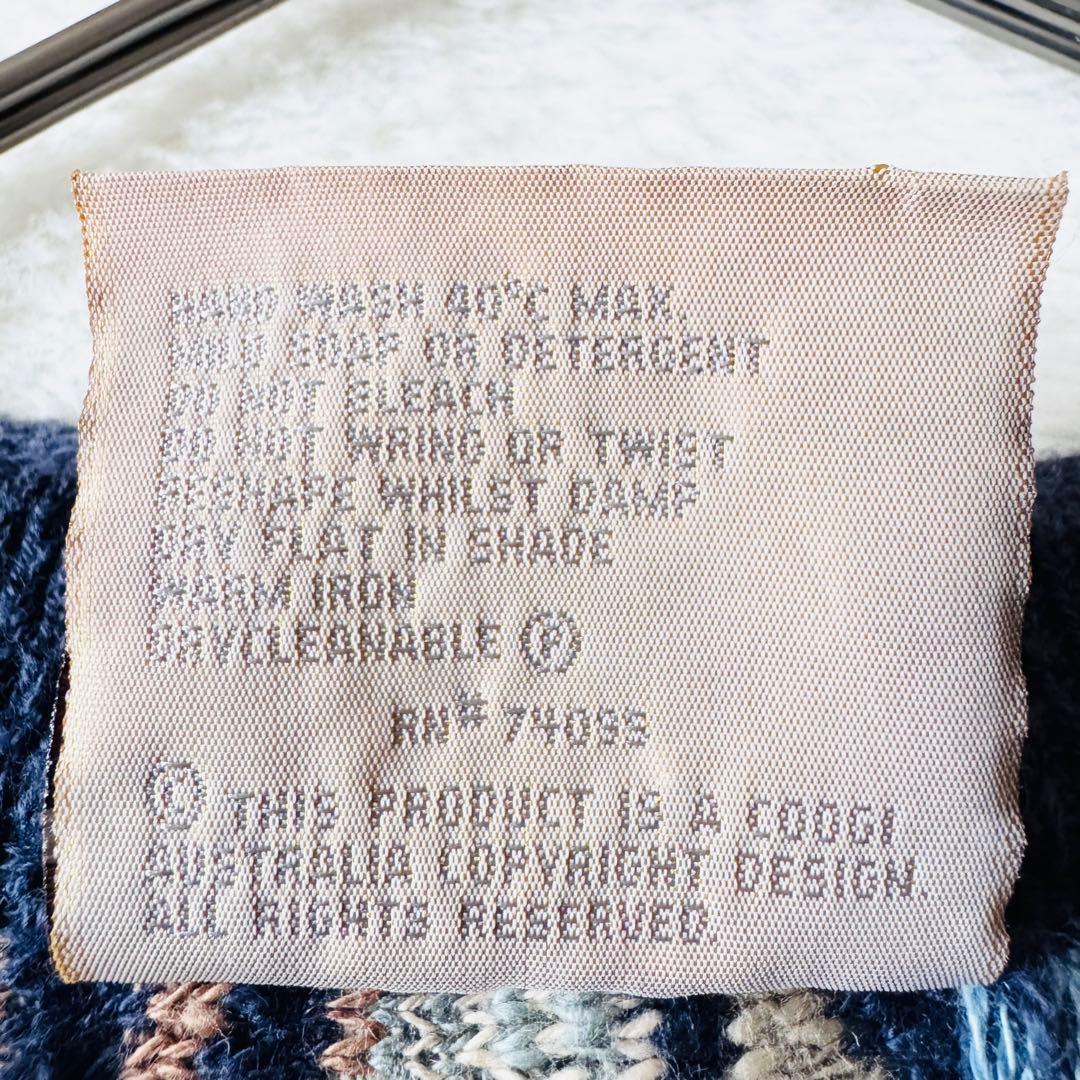 HAND WASH 40°C MAX.
MILD SOAP OR DETERGENT
DO NOT BLEACH
DO NOT WRING OR TWIST
RESHAPE WHILST DAMP
DRY FLAT IN SHADE
WARM IRON
DRYCLEANABLE Ⓟ
RN# 74099
© THIS PRODUCT IS A COOGI
AUSTRALIA COPYRIGHT DESIGN
ALL RIGHTS RESERVED.